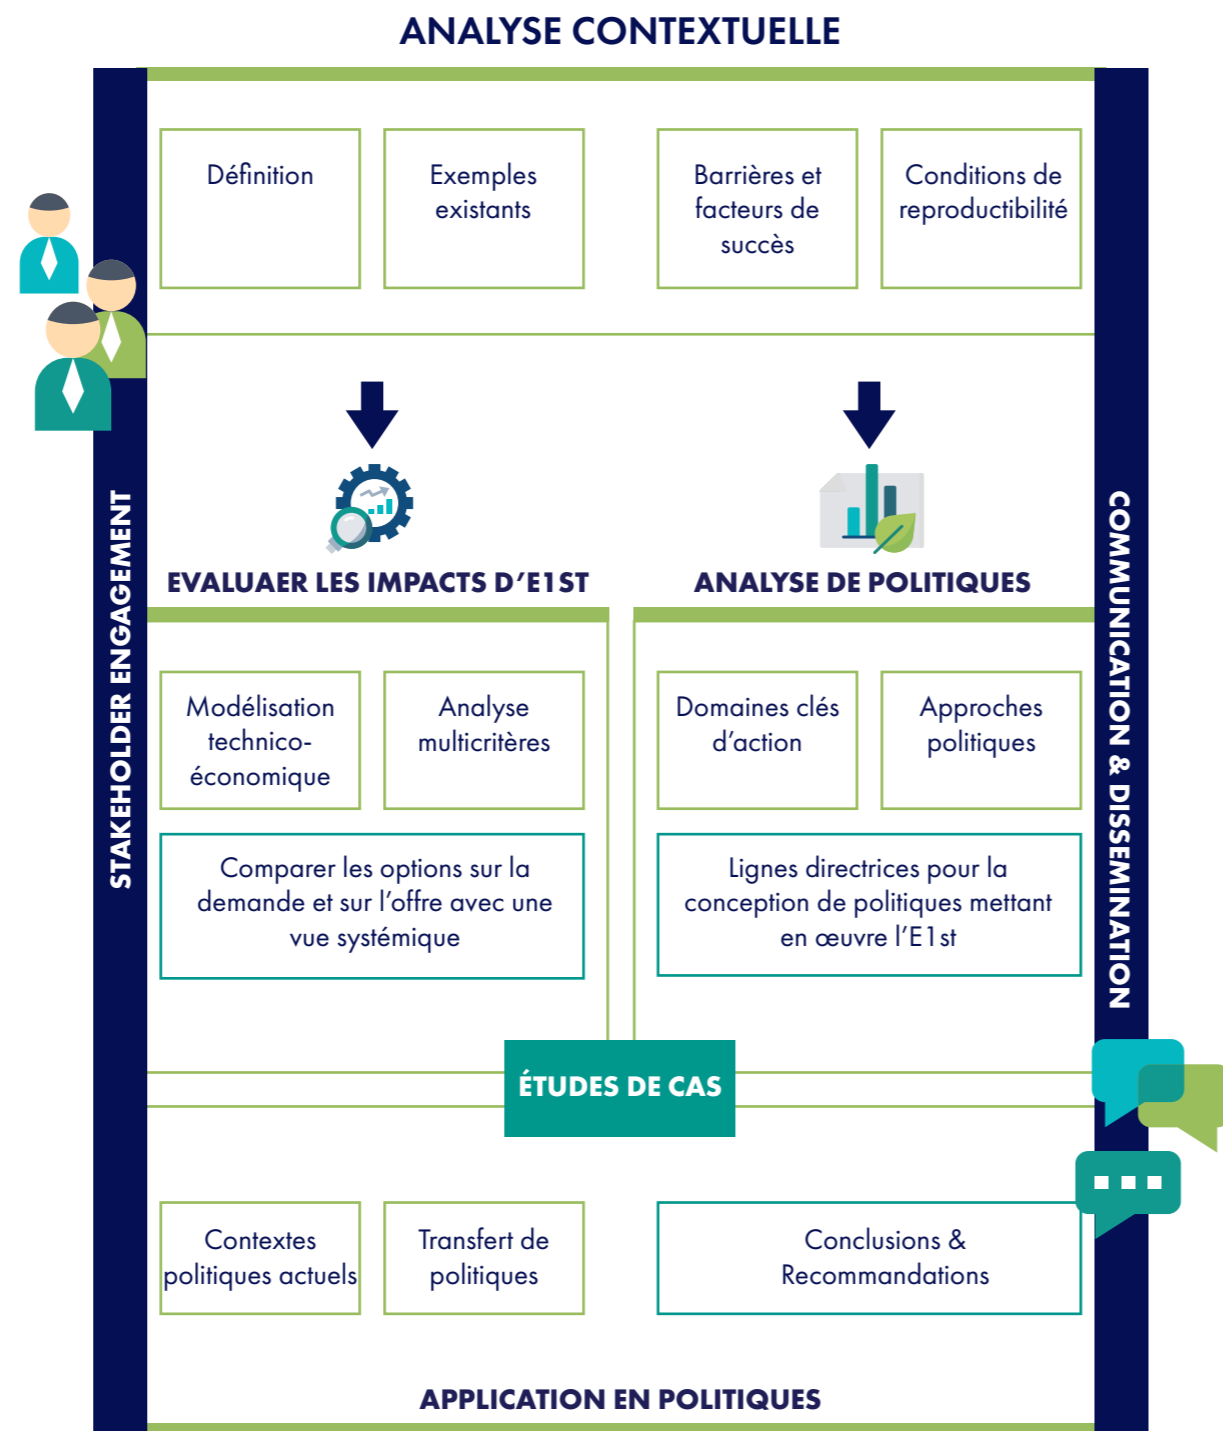 ANALYSE CONTEXTUELLE
Définition
Exemples
existants
Barrières et
facteurs de
succès
Conditions de
reproductibilité
STAKEHOLDER ENGAGEMENT
COMMUNICATION & DISSEMINATION
EVALUAER LES IMPACTS D’E1ST
ANALYSE DE POLITIQUES
Modélisation
technico-
économique
Analyse
multicritères
Domaines clés
d’action
Approches
politiques
Comparer les options sur la
demande et sur l’offre avec une
vue systémique
Lignes directrices pour la
conception de politiques mettant
en œuvre l’E1st
ÉTUDES DE CAS
Contextes
politiques actuels
Transfert de
politiques
Conclusions &
Recommandations
APPLICATION EN POLITIQUES